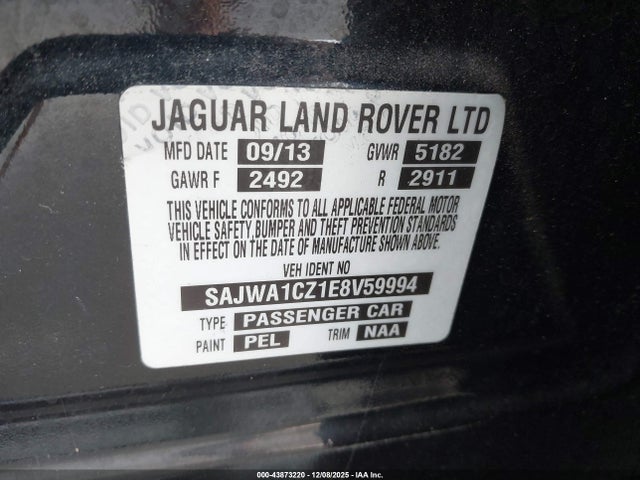 JAGUAR LAND ROVER LTD
MFD DATE 09/13 GVWR 5182
GAWR F 2492 R 2911
THIS VEHICLE CONFORMS TO ALL APPLICABLE FEDERAL MOTOR
VEHICLE SAFETY,BUMPER AND THEFT PREVENTION STANDARDS
IN EFFECT ON THE DATE OF MANUFACTURE SHOWN ABOVE.
VEH IDENT NO
SAJWA1CZ1E8V59994
TYPE PASSENGER CAR
PAINT PEL TRIM NAA
000-43873220 | 12/08/2025 | IAA Inc.